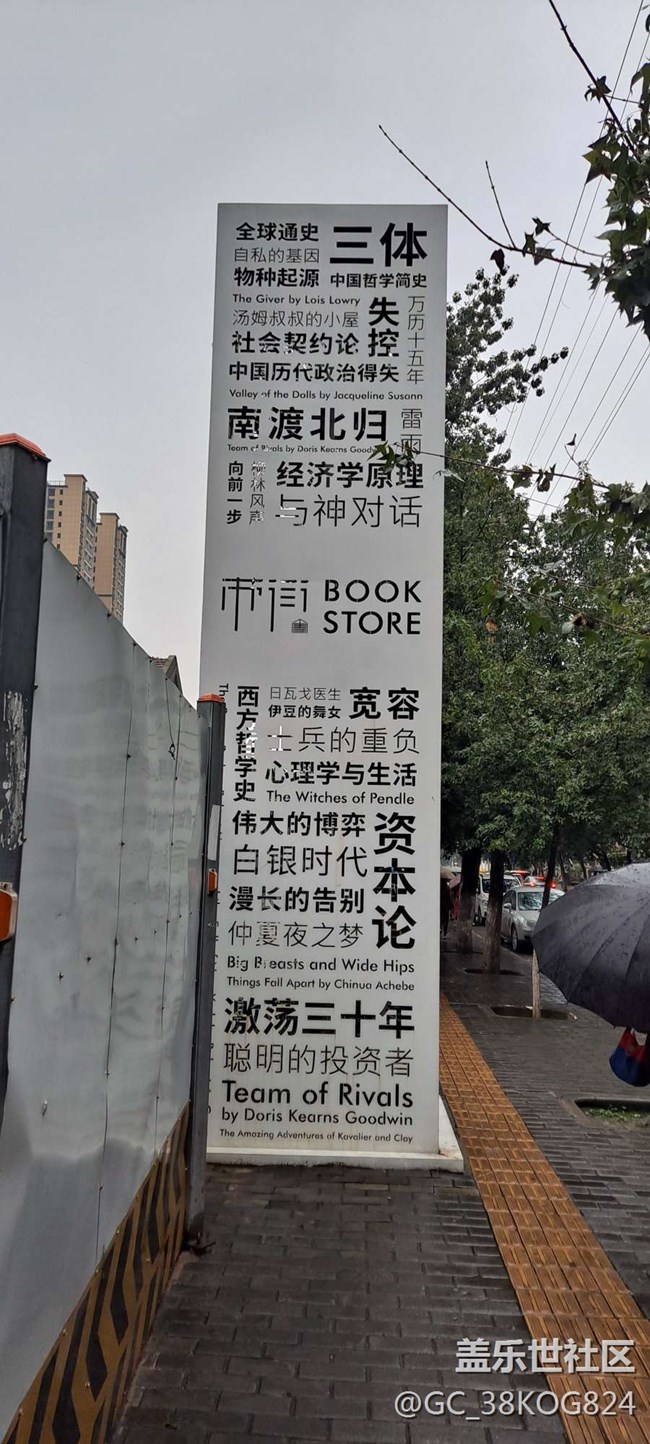 全球通史
三体
自私的基因
物种起源
中国哲学简史
The Giver by Lois Lowry
汤姆叔叔的小屋
失控
万历十五年
社会契约论
中国历代政治得失
Valley of the Dolls by Jacqueline Susann
南渡北归
雷雨
Team of Rivals by Doris Kearns Goodwin
向前一步
风声
经济学原理
与神对话
书街
BOOK
STORE
西方哲学史
日瓦戈医生
伊豆的舞女
宽容
士兵的重负
心理学与生活
The Witches of Pendle
伟大的博弈
资本论
白银时代
漫长的告别
仲夏夜之梦
Big Breasts and Wide Hips
Things Fall Apart by Chinua Achebe
激荡三十年
聪明的投资者
Team of Rivals
by Doris Kearns Goodwin
The Amazing Adventures of Kavalier and Clay
盖乐世社区
@GC_38KOG824